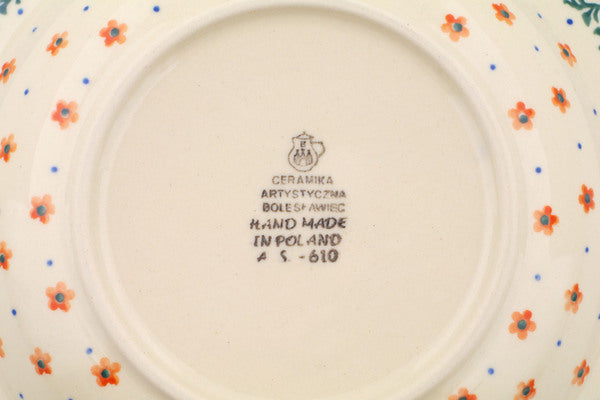 CERAMIKA
ARTYSTYCZNA
BOLESŁAWIEC
HAND MADE
IN POLAND
A S. -610